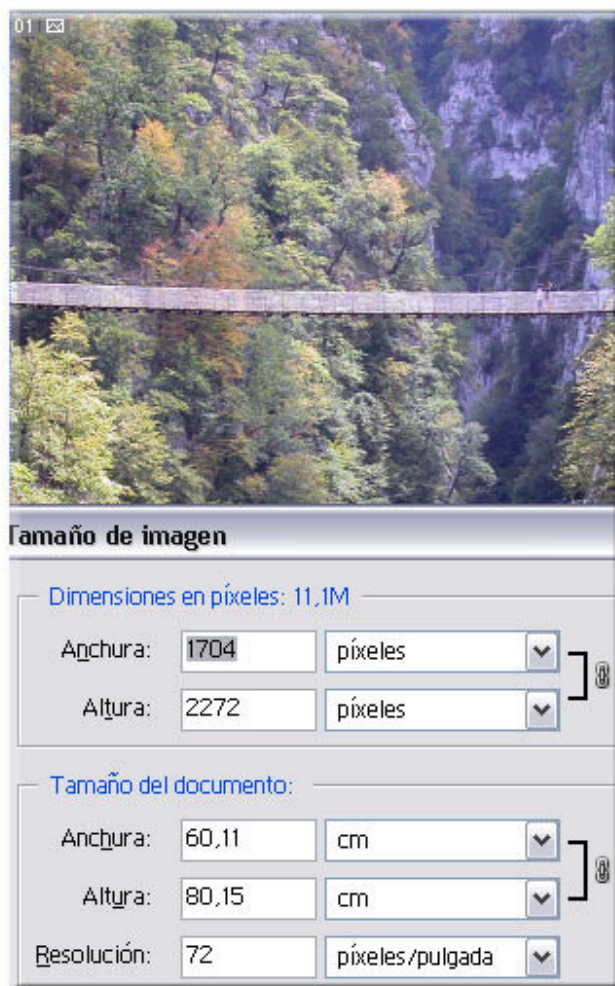 01
Tamaño de imagen
Dimensiones en píxeles: 11,1M
Anchura: 1704 píxeles
Altura: 2272 píxeles
Tamaño del documento:
Anchura: 60,11 cm
Altura: 80,15 cm
Resolución: 72 píxeles/pulgada